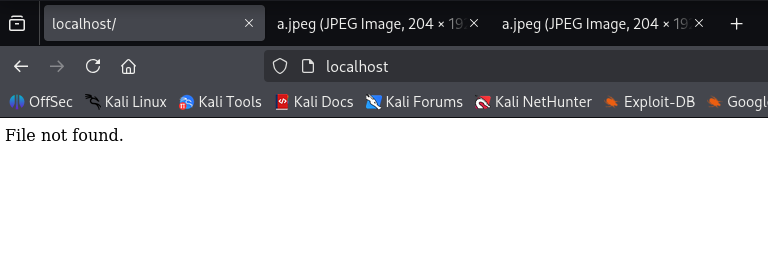 localhost/
a.jpeg (JPEG Image, 204 × 19
a.jpeg (JPEG Image, 204 × 19
localhost
OffSec Kali Linux Kali Tools Kali Docs Kali Forums Kali NetHunter Exploit-DB Googl
File not found.